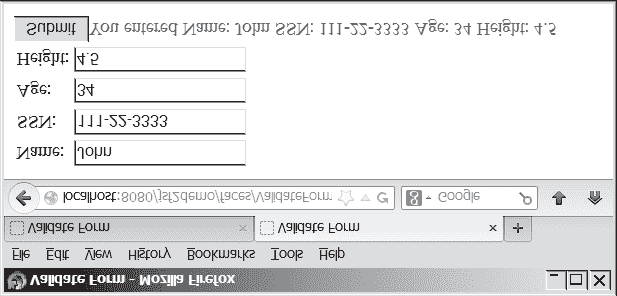 Validate Form - Mozilla Firefox
File Edit View History Bookmarks Tools Help
Validate Form × Validate Form × +
localhost:8080/jsf2demo/faces/ValidateForm Google
Name: John
SSN: 111-22-3333
Age: 34
Height: 4.5
Submit You entered Name: John SSN: 111-22-3333 Age: 34 Height: 4.5